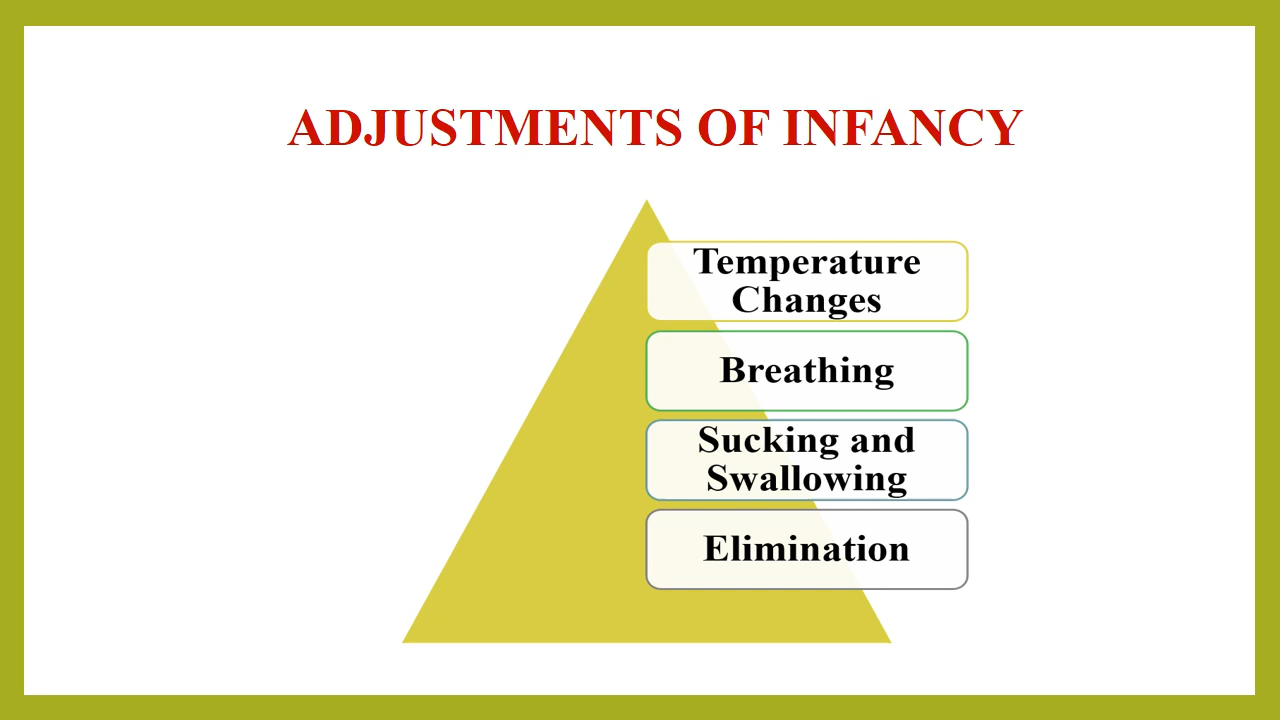 ADJUSTMENTS OF INFANCY
Temperature
Changes
Breathing
Sucking and
Swallowing
Elimination